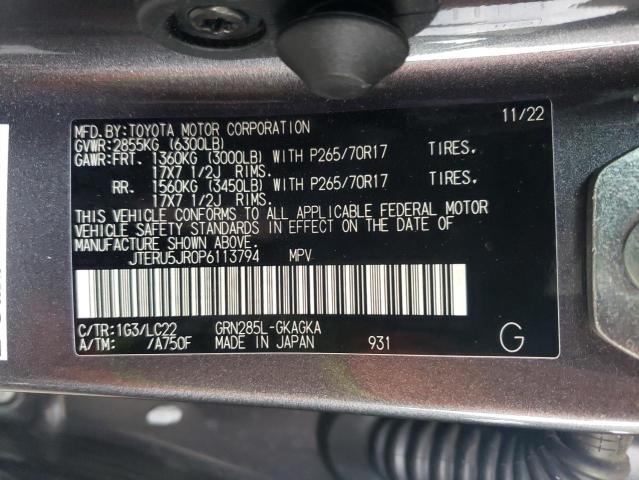 MFD.BY:TOYOTA MOTOR CORPORATION 11/22
GVWR:2855KG (6300LB)
GAWR:FRT. 1360KG (3000LB) WITH P265/70R17 TIRES.
17X7 1/2J RIMS.
RR. 1560KG (3450LB) WITH P265/70R17 TIRES.
17X7 1/2J RIMS.
THIS VEHICLE CONFORMS TO ALL APPLICABLE FEDERAL MOTOR
VEHICLE SAFETY STANDARDS IN EFFECT ON THE DATE OF
MANUFACTURE SHOWN ABOVE.
JTERU5JR0P6113794 MPV
C/TR:1G3/LC22 GRN285L-GKAGKA
A/TM: /A750F MADE IN JAPAN 931 G